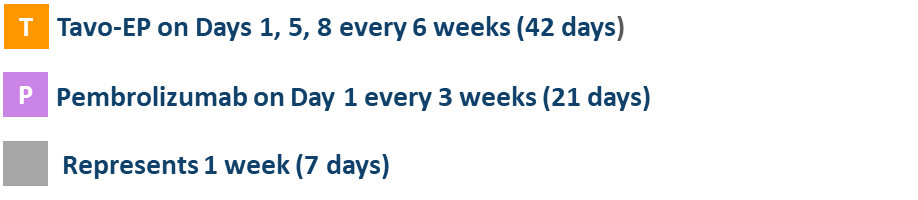 T Tavo-EP on Days 1, 5, 8 every 6 weeks (42 days)
P Pembrolizumab on Day 1 every 3 weeks (21 days)
Represents 1 week (7 days)